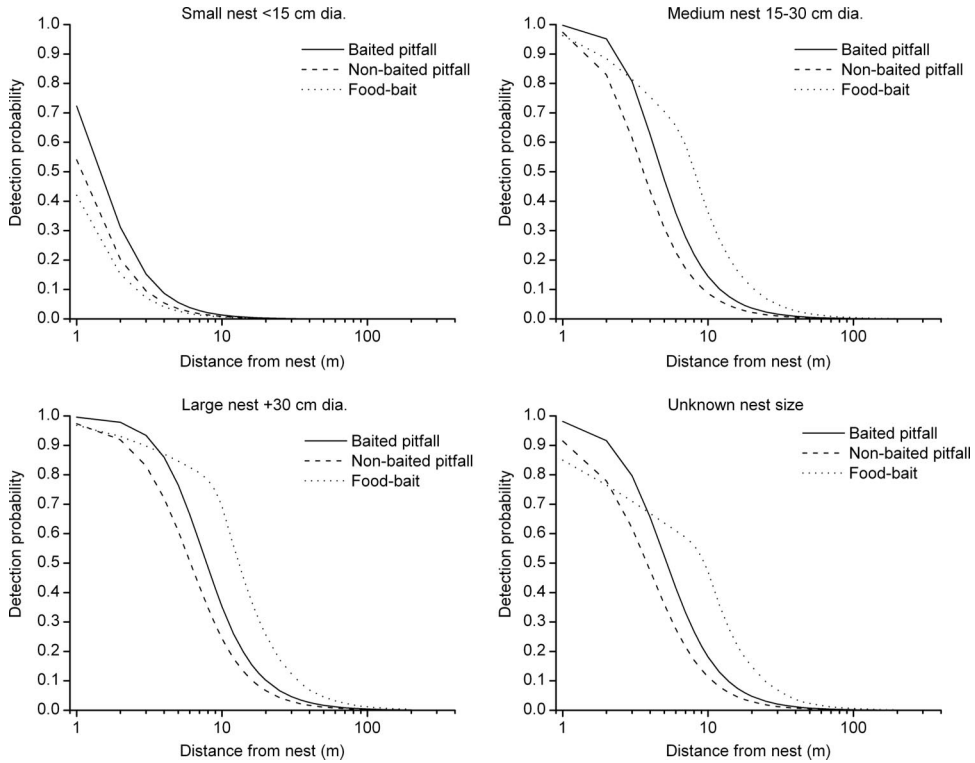 Small nest <15 cm dia.
1.0
0.9
0.8
0.7
0.6
0.5
0.4
0.3
0.2
0.1
0.0
Detection probability
Baited pitfall
Non-baited pitfall
Food-bait
1 10 100
Distance from nest (m)
Medium nest 15-30 cm dia.
1.0
0.9
0.8
0.7
0.6
0.5
0.4
0.3
0.2
0.1
0.0
Detection probability
Baited pitfall
Non-baited pitfall
Food-bait
1 10 100
Distance from nest (m)
Large nest +30 cm dia.
1.0
0.9
0.8
0.7
0.6
0.5
0.4
0.3
0.2
0.1
0.0
Detection probability
Baited pitfall
Non-baited pitfall
Food-bait
1 10 100
Distance from nest (m)
Unknown nest size
1.0
0.9
0.8
0.7
0.6
0.5
0.4
0.3
0.2
0.1
0.0
Detection probability
Baited pitfall
Non-baited pitfall
Food-bait
1 10 100
Distance from nest (m)